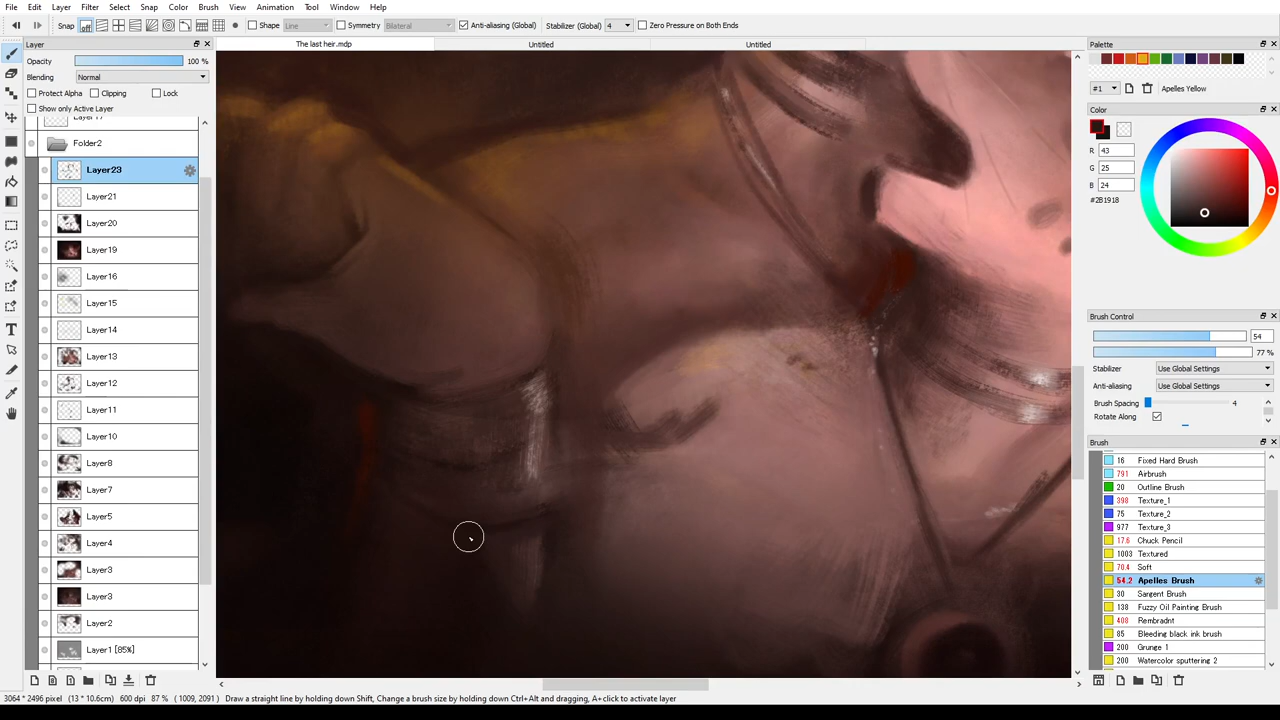 File Edit Layer Filter Snap Select Brush View Animation Tool Window Help
Snap off Shape Line Symmetry Bilateral Anti-aliasing (Global) Stabilizer (Global) 4 Zero Pressure on Both Ends
Layer
The last heir.mdp Untitled Untitled
Opacity 100 %
Blending Normal
Protect Alpha Clipping Lock
Show only Active Layer
Layer17
Folder2
Layer23
Layer21
Layer20
Layer19
Layer16
Layer15
Layer14
Layer13
Layer12
Layer11
Layer10
Layer8
Layer7
Layer5
Layer4
Layer3
Layer3
Layer2
Layer1 [85%]
Palette
#1 Apelles Yellow
Color
R 43
G 25
B 24
#2B1918
Brush Control
54
77 %
Stabilizer Use Global Settings
Anti-aliasing Use Global Settings
Brush Spacing 4
Rotate Along
Brush
16 Fixed Hard Brush
791 Airbrush
20 Outline Brush
398 Texture_1
75 Texture_2
977 Texture_3
17.6 Chuck Pencil
1003 Textured
70.4 Soft
54.2 Apelles Brush
30 Sargent Brush
138 Fuzzy Oil Painting Brush
408 Rembradnt
85 Bleeding black ink brush
200 Grunge 1
200 Watercolor sputtering 2
3064 * 2496 pixel (13 * 10.6cm) 600 dpi 87 % ( 1009, 2091 ) Draw a straight line by holding down Shift, Change a brush size by holding down Ctrl+Alt and dragging, A+click to activate layer